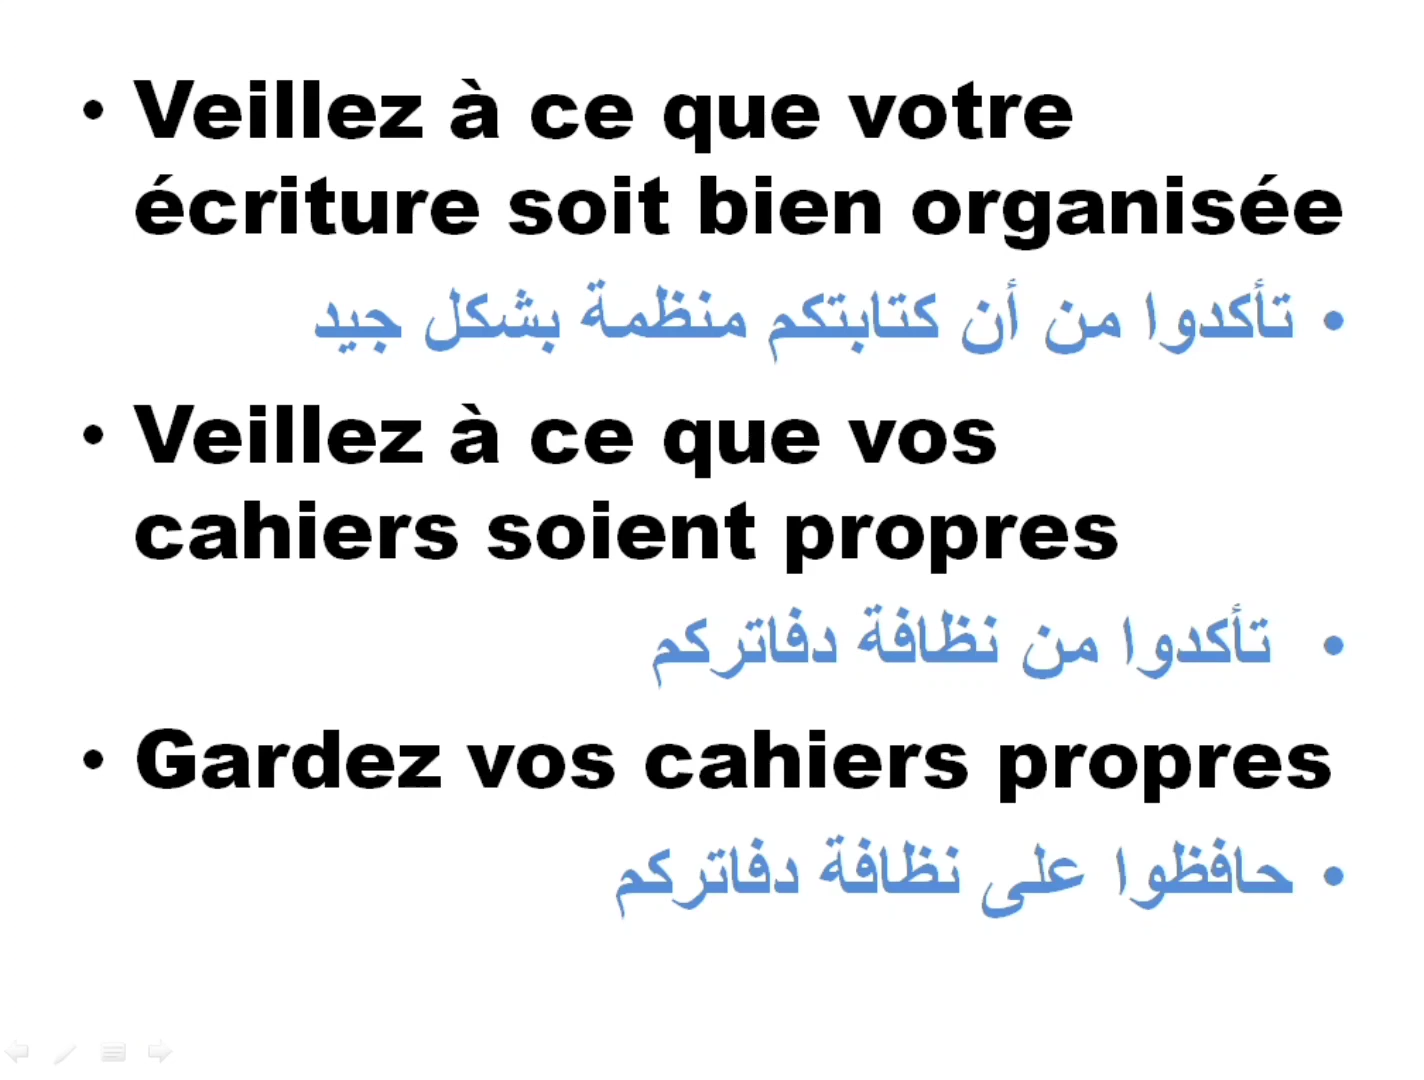 • Veillez à ce que votre
écriture soit bien organisée
• تأكدوا من أن كتابتكم منظمة بشكل جيد
• Veillez à ce que vos
cahiers soient propres
• تأكدوا من نظافة دفاتركم
• Gardez vos cahiers propres
• حافظوا على نظافة دفاتركم